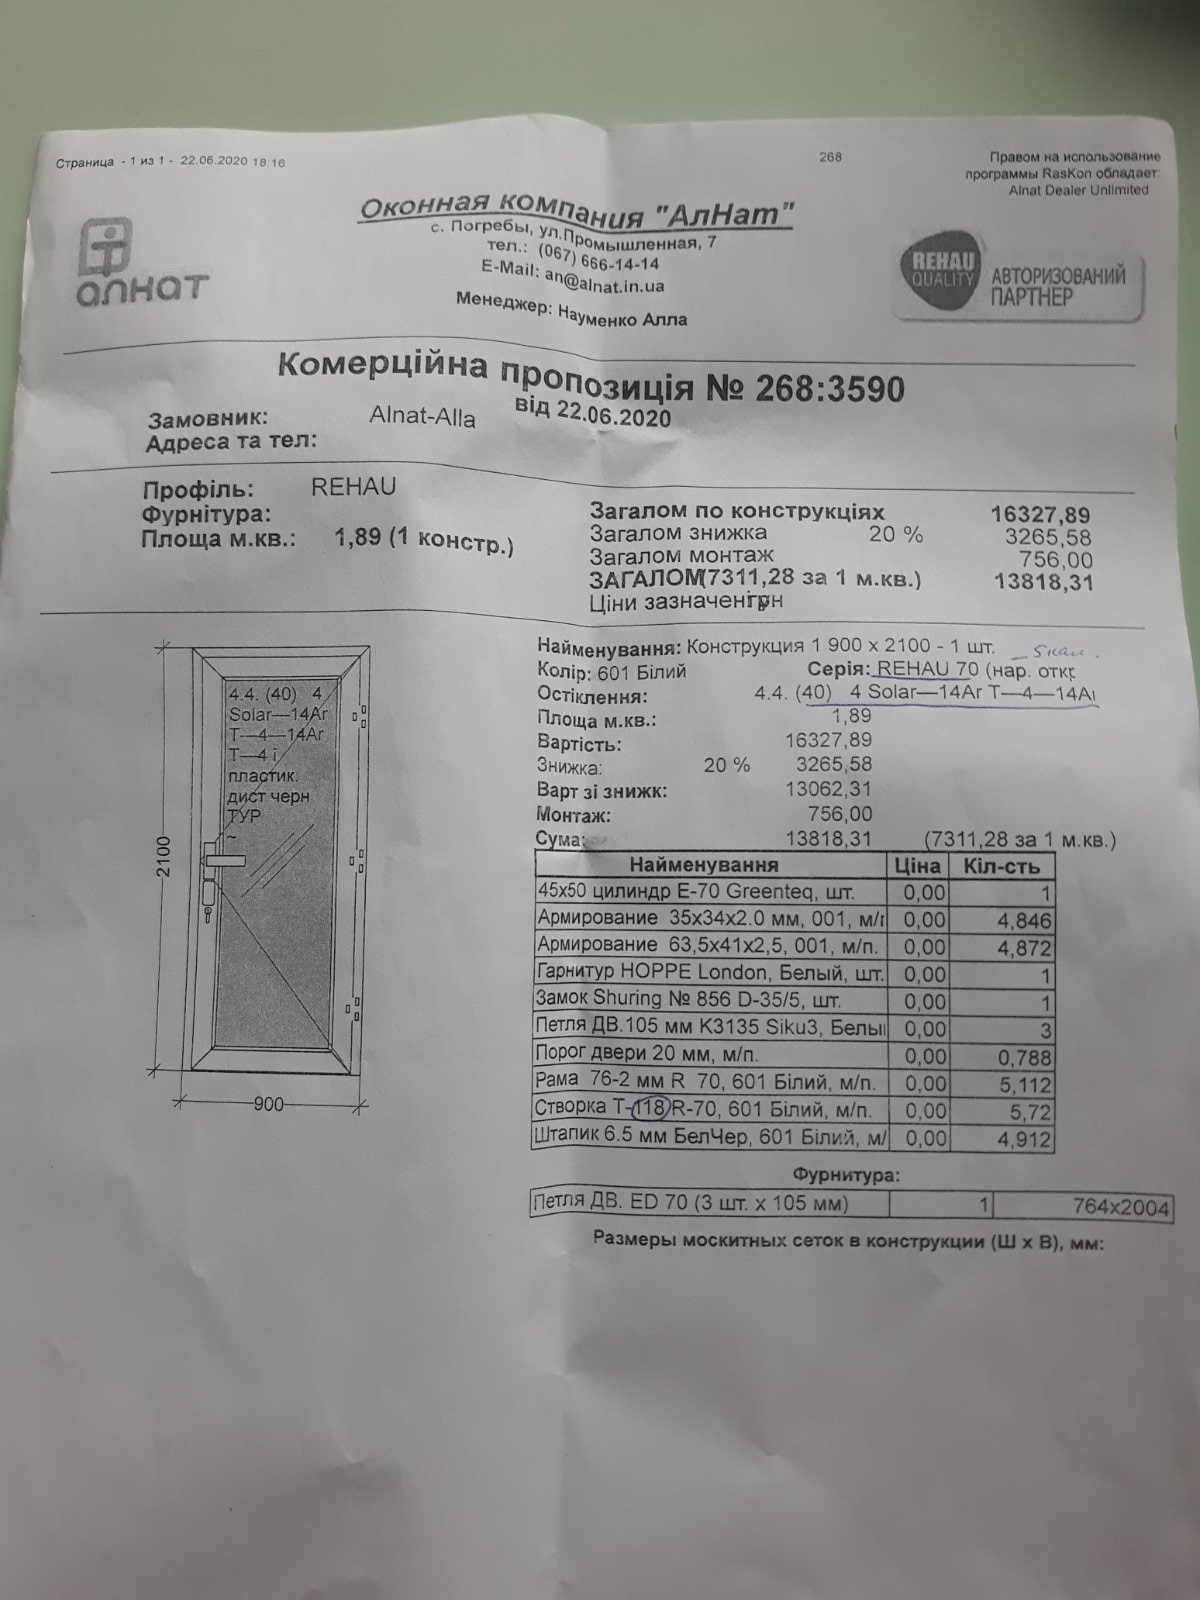 Страница - 1 из 1 - 22.06.2020 18:16
268
Правом на использование
программы RasKon обладает:
Alnat Dealer Unlimited
Оконная компания "АлНат"
с. Погребы, ул.Промышленная, 7
тел.: (067) 666-14-14
E-Mail: an@alnat.in.ua
Менеджер: Науменко Алла
алнат
REHAU
QUALITY
АВТОРИЗОВАНИЙ
ПАРТНЕР
Комерційна пропозиція № 268:3590
від 22.06.2020
Замовник: Alnat-Alla
Адреса та тел:
Профіль: REHAU
Фурнітура:
Площа м.кв.: 1,89 (1 констр.)
Загалом по конструкціях 16327,89
Загалом знижка 20 % 3265,58
Загалом монтаж 756,00
ЗАГАЛОМ(7311,28 за 1 м.кв.) 13818,31
Ціни зазначені грн
4.4. (40) 4
Solar—14Ar
T—4—14Ar
T—4 і
пластик.
дист черн
ТУР
~
2100
900
Найменування: Конструкция 1 900 x 2100 - 1 шт.
Колір: 601 Білий Серія: REHAU 70 (нар. откр
Остіклення: 4.4. (40) 4 Solar—14Ar T—4—14Ar
Площа м.кв.: 1,89
Вартість: 16327,89
Знижка: 20 % 3265,58
Варт зі знижк: 13062,31
Монтаж: 756,00
Сума: 13818,31 (7311,28 за 1 м.кв.)
Найменування Ціна Кіл-сть
45x50 цилиндр E-70 Greenteq, шт. 0,00 1
Армирование 35x34x2.0 мм, 001, м/г 0,00 4,846
Армирование 63,5x41x2,5, 001, м/п. 0,00 4,872
Гарнитур HOPPE London, Белый, шт. 0,00 1
Замок Shuring № 856 D-35/5, шт. 0,00 1
Петля ДВ.105 мм K3135 Siku3, Белый 0,00 3
Порог двери 20 мм, м/п. 0,00 0,788
Рама 76-2 мм R 70, 601 Білий, м/п. 0,00 5,112
Створка Т-118 R-70, 601 Білий, м/п. 0,00 5,72
Штапик 6.5 мм БелЧер, 601 Білий, м/ 0,00 4,912
Фурнитура:
Петля ДВ. ED 70 (3 шт. x 105 мм) 1 764x2004
Размеры москитных сеток в конструкции (Ш x В), мм: